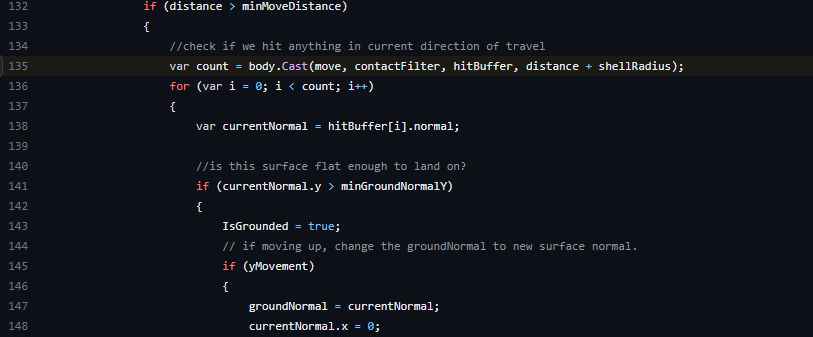 132 if (distance > minMoveDistance)
133 {
134 //check if we hit anything in current direction of travel
135 var count = body.Cast(move, contactFilter, hitBuffer, distance + shellRadius);
136 for (var i = 0; i < count; i++)
137 {
138 var currentNormal = hitBuffer[i].normal;
139
140 //is this surface flat enough to land on?
141 if (currentNormal.y > minGroundNormalY)
142 {
143 IsGrounded = true;
144 // if moving up, change the groundNormal to new surface normal.
145 if (yMovement)
146 {
147 groundNormal = currentNormal;
148 currentNormal.x = 0;